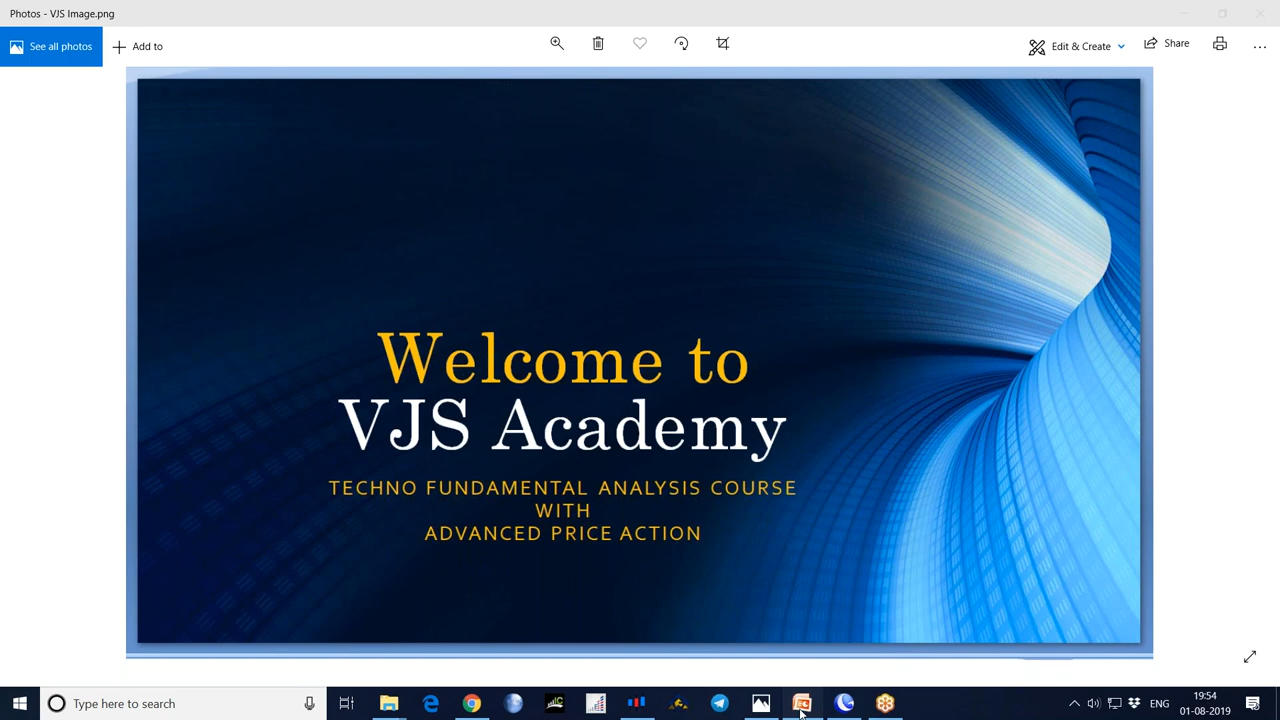 Photos - VJS Image.png
See all photos
Add to
Edit & Create
Share
Welcome to
VJS Academy
TECHNO FUNDAMENTAL ANALYSIS COURSE
WITH
ADVANCED PRICE ACTION
Type here to search
ENG
19:54
01-08-2019